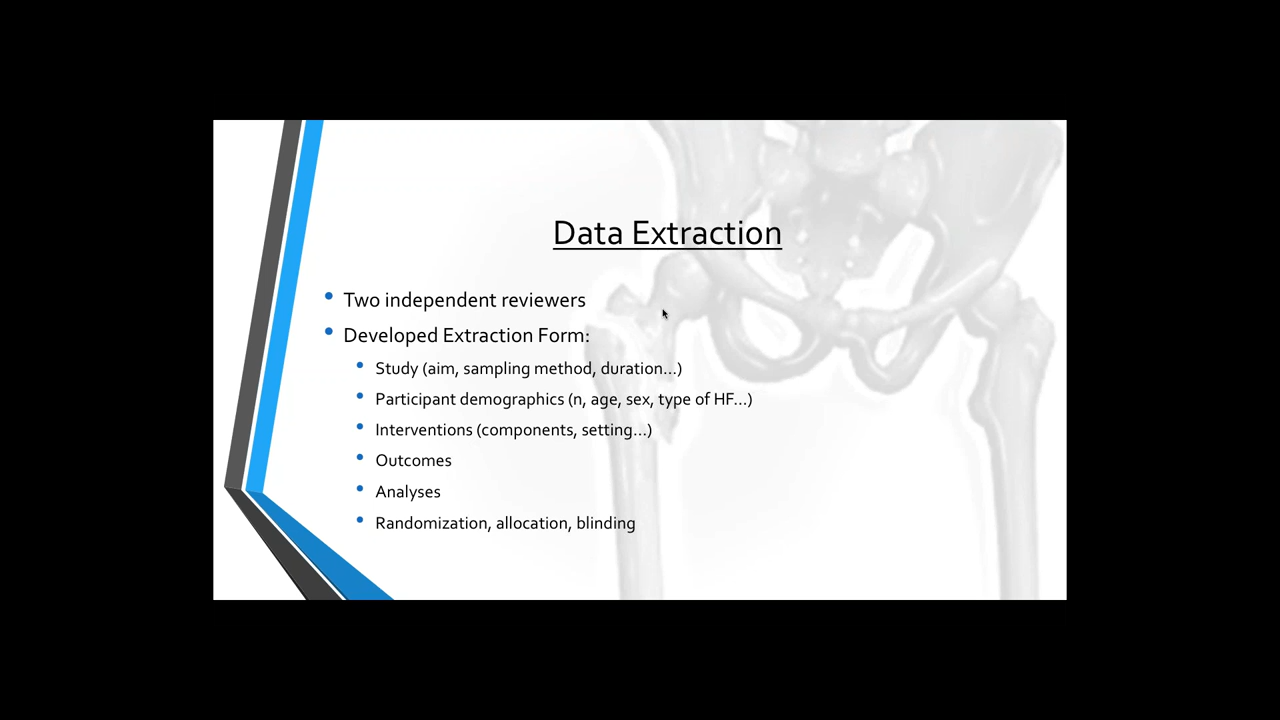 Data Extraction
• Two independent reviewers
• Developed Extraction Form:
• Study (aim, sampling method, duration…)
• Participant demographics (n, age, sex, type of HF…)
• Interventions (components, setting…)
• Outcomes
• Analyses
• Randomization, allocation, blinding